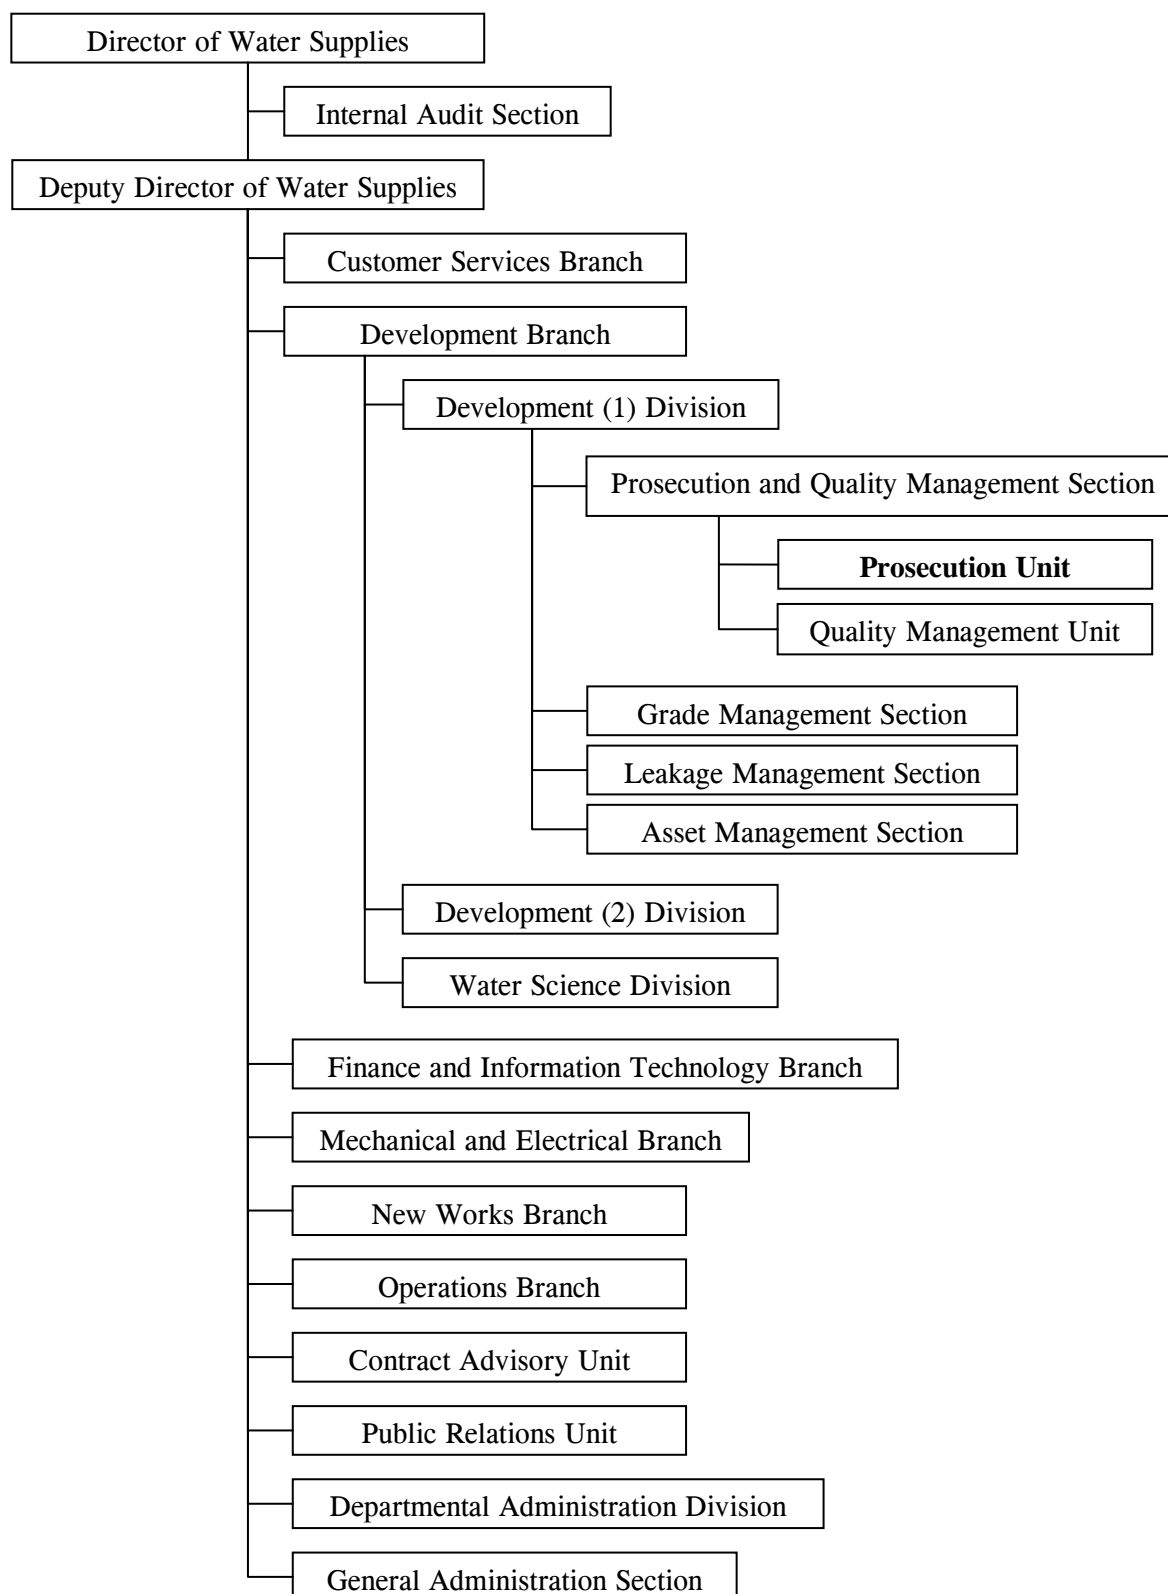 Director of Water Supplies
Internal Audit Section
Deputy Director of Water Supplies
Customer Services Branch
Development Branch
Development (1) Division
Prosecution and Quality Management Section
Prosecution Unit
Quality Management Unit
Grade Management Section
Leakage Management Section
Asset Management Section
Development (2) Division
Water Science Division
Finance and Information Technology Branch
Mechanical and Electrical Branch
New Works Branch
Operations Branch
Contract Advisory Unit
Public Relations Unit
Departmental Administration Division
General Administration Section